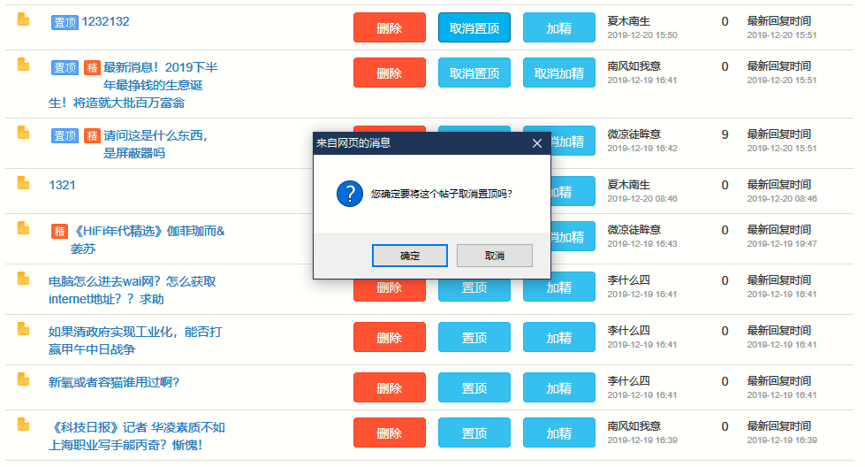 置顶 1232132
删除
取消置顶
加精
夏木南生
2019-12-20 15:50
0
最新回复时间
2019-12-20 15:51
置顶 精 最新消息！2019下半
年最挣钱的生意诞
生！将造就大批百万富翁
删除
取消置顶
取消加精
南风如我意
2019-12-19 16:41
0
最新回复时间
2019-12-20 15:51
置顶 精 请问这是什么东西，
是屏蔽器吗
微凉徒眸意
2019-12-19 16:42
9
最新回复时间
2019-12-20 15:51
来自网页的消息
您确定要将这个帖子取消置顶吗?
确定
取消
1321
加精
夏木南生
2019-12-20 08:46
0
最新回复时间
2019-12-20 08:46
精 《HiFi年代精选》伽菲珈而&
姜苏
微凉徒眸意
2019-12-19 16:43
0
最新回复时间
2019-12-19 19:47
电脑怎么进去wai网？怎么获取
internet地址？？求助
删除
置顶
加精
李什么四
2019-12-19 16:41
0
最新回复时间
2019-12-19 16:41
如果清政府实现工业化，能否打
赢甲午中日战争
删除
置顶
加精
李什么四
2019-12-19 16:41
0
最新回复时间
2019-12-19 16:41
新氧或者容猫谁用过啊?
删除
置顶
加精
李什么四
2019-12-19 16:41
0
最新回复时间
2019-12-19 16:41
《科技日报》记者 华凌素质不如
上海职业写手能丙奇？惭愧！
删除
置顶
加精
南风如我意
2019-12-19 16:39
0
最新回复时间
2019-12-19 16:39